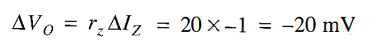 ΔV_O = r_z ΔI_Z = 20 × −1 = −20 mV